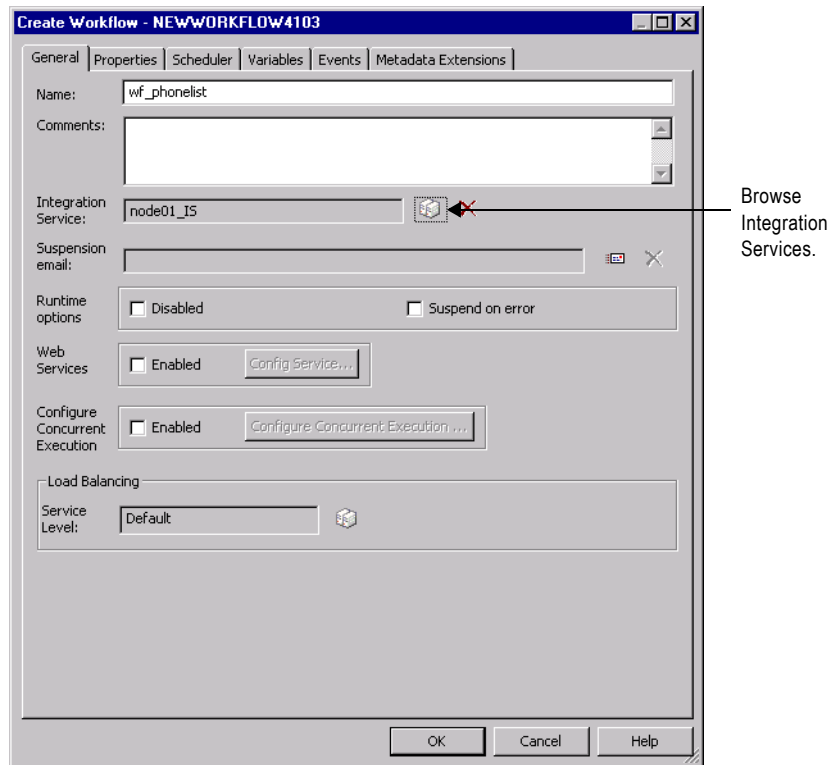 Create Workflow - NEWWORKFLOW4103
General Properties Scheduler Variables Events Metadata Extensions
Name: wf_phonelist
Comments:
Integration
Service: node01_IS
Browse
Integration
Services.
Suspension
email:
Runtime
options
Disabled
Suspend on error
Web
Services
Enabled
Config Service...
Configure
Concurrent
Execution
Enabled
Configure Concurrent Execution ...
Load Balancing
Service
Level:
Default
OK Cancel Help